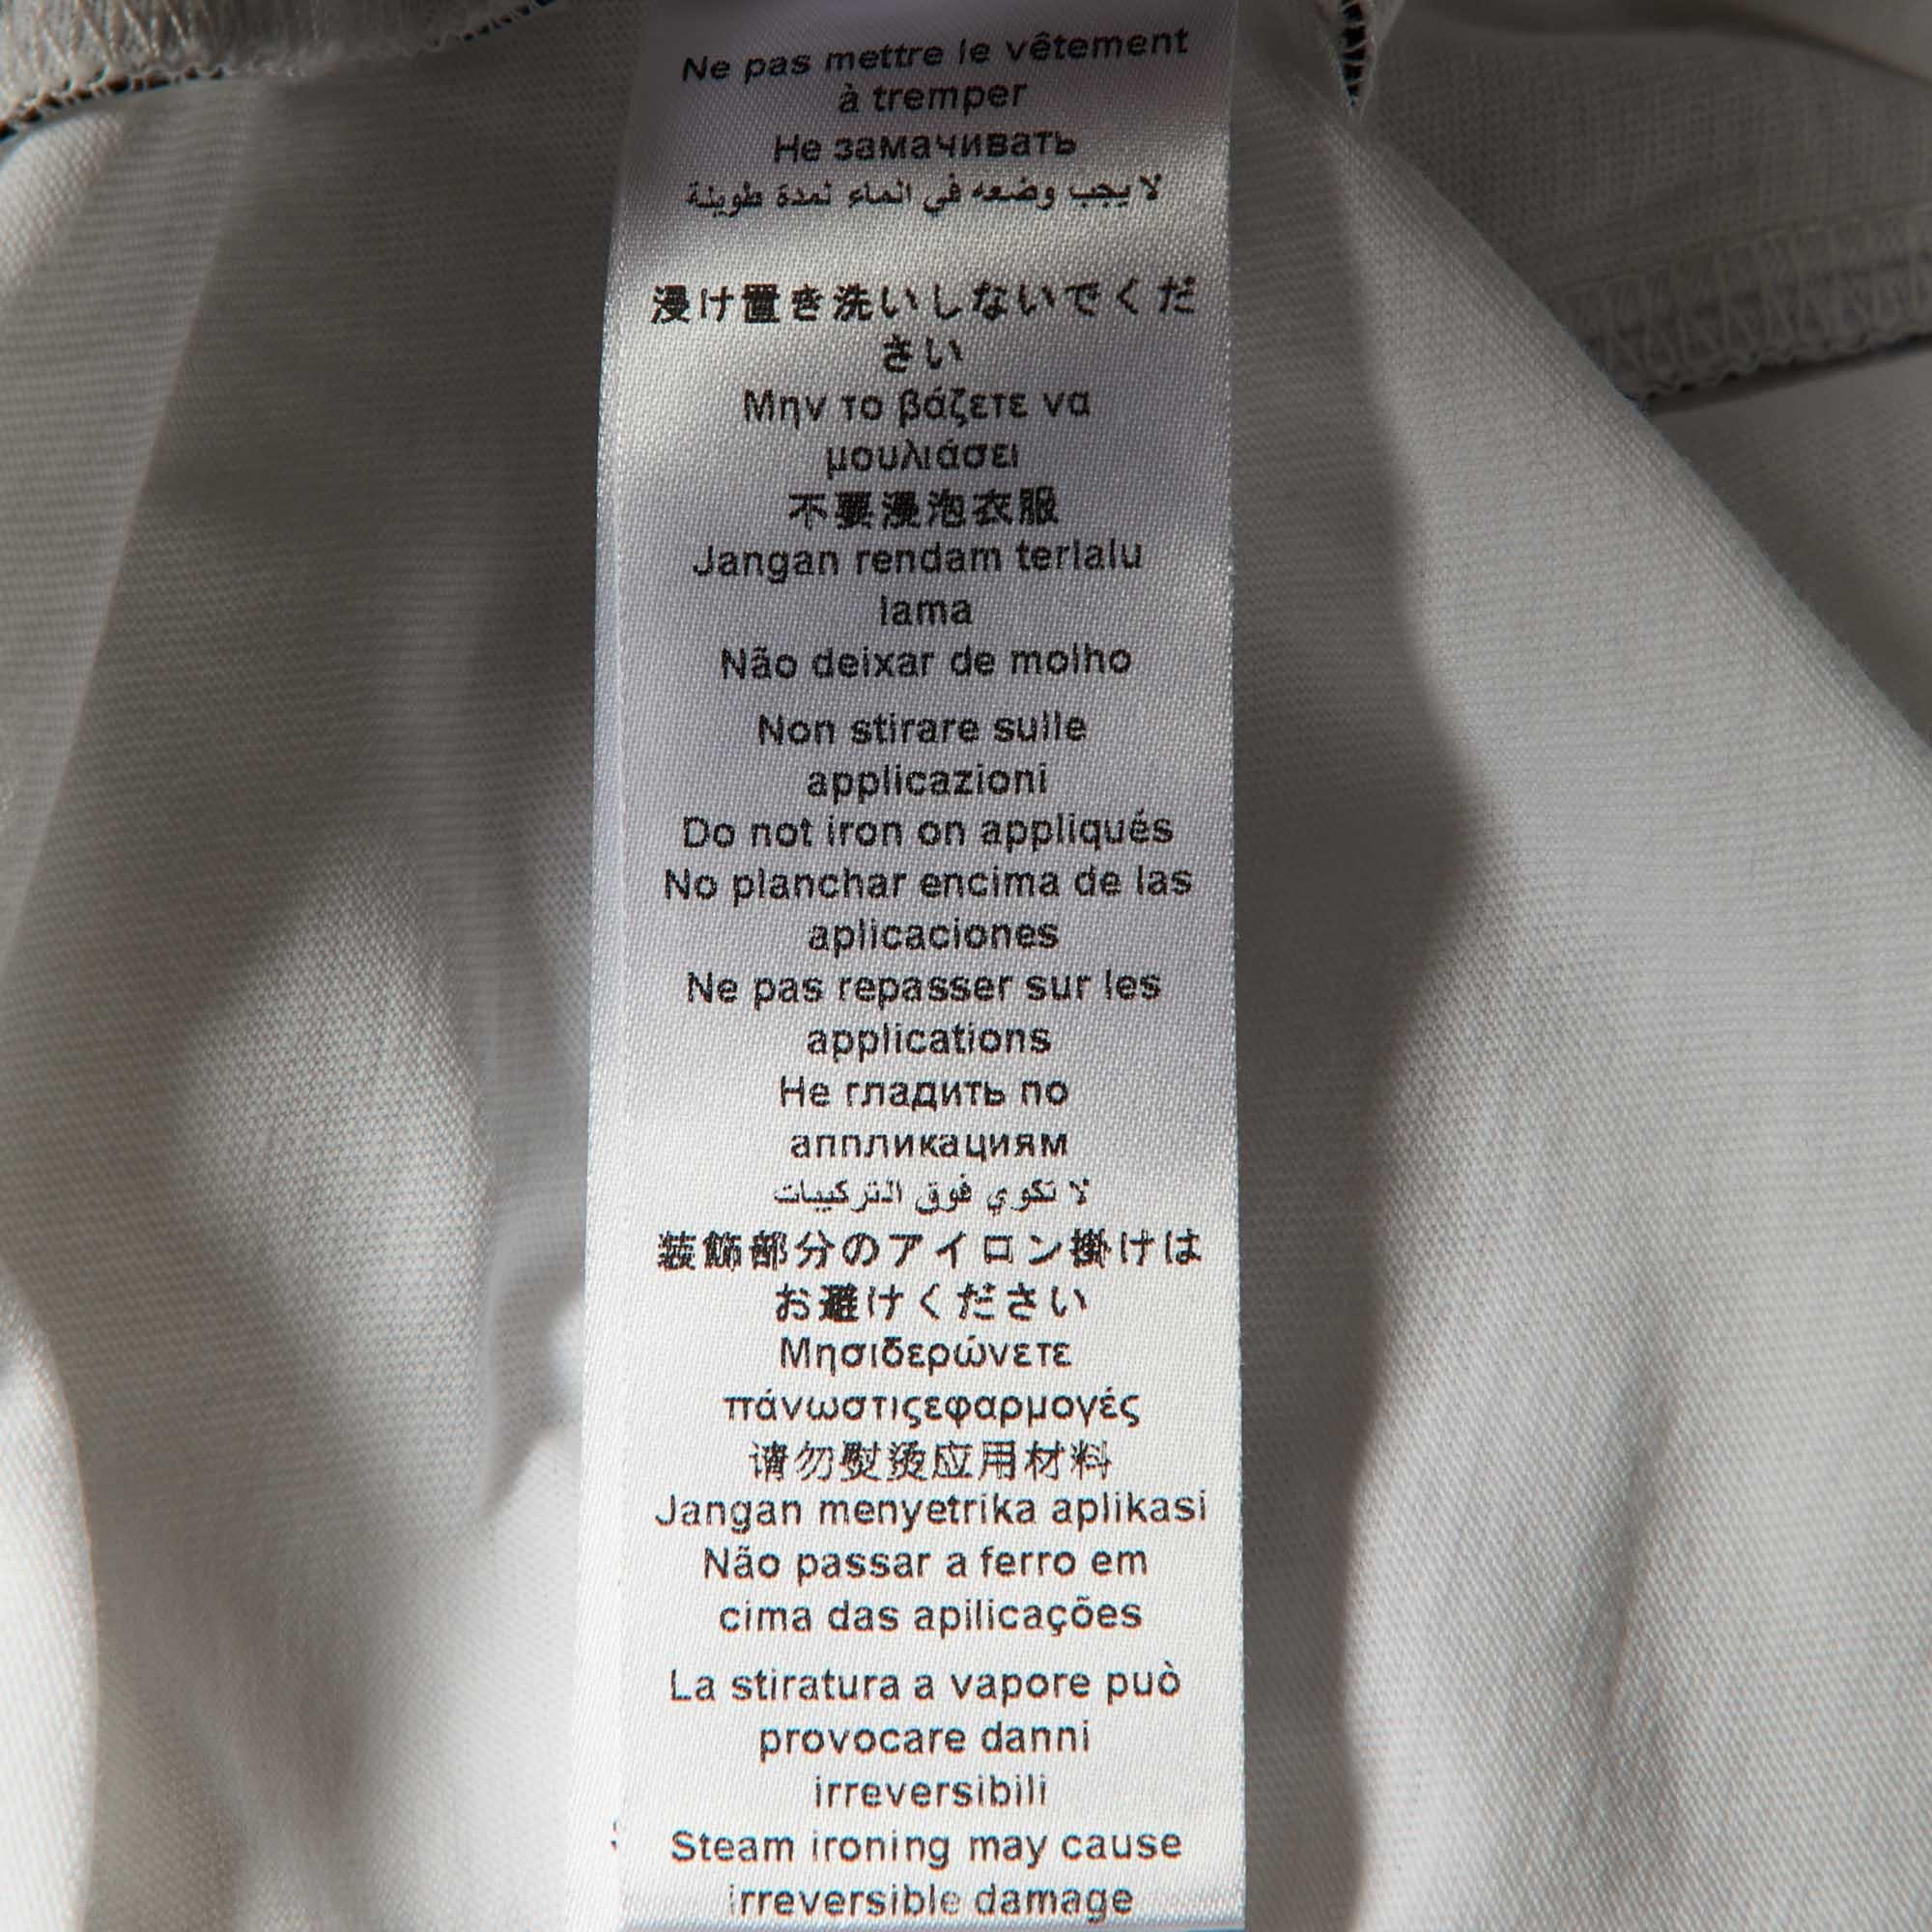 Ne pas mettre le vêtement
à tremper
Не замачивать
لا يجب وضعه في الماء لمدة طويلة
浸け置き洗いしないでくだ
さい
Μην το βάζετε να
μουλιάσει
不要浸泡衣服
Jangan rendam terlalu
lama
Não deixar de molho
Non stirare sulle
applicazioni
Do not iron on appliqués
No planchar encima de las
aplicaciones
Ne pas repasser sur les
applications
Не гладить по
аппликациям
لا تكوي فوق التركيبات
装飾部分のアイロン掛けは
お避けください
Μησιδερώνετε
πάνωστιςεφαρμογές
请勿熨烫应用材料
Jangan menyetrika aplikasi
Não passar a ferro em
cima das apilicações
La stiratura a vapore può
provocare danni
irreversibili
Steam ironing may cause
irreversible damage